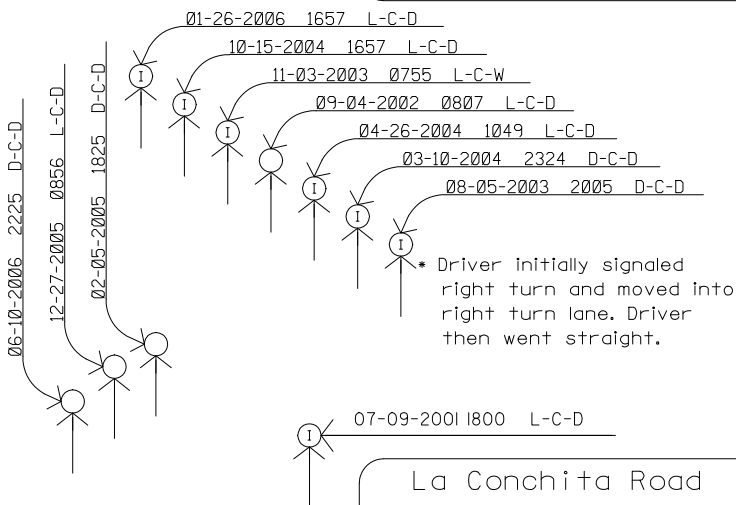 01-26-2006 1657 L-C-D
10-15-2004 1657 L-C-D
11-03-2003 0755 L-C-W
09-04-2002 0807 L-C-D
04-26-2004 1049 L-C-D
03-10-2004 2324 D-C-D
08-05-2003 2005 D-C-D
I
I
I
I
I
I
06-10-2006 2225 D-C-D
12-27-2005 0856 L-C-D
02-05-2005 1825 D-C-D
* Driver initially signaled
right turn and moved into
right turn lane. Driver
then went straight.
I
07-09-2001 1800 L-C-D
La Conchita Road